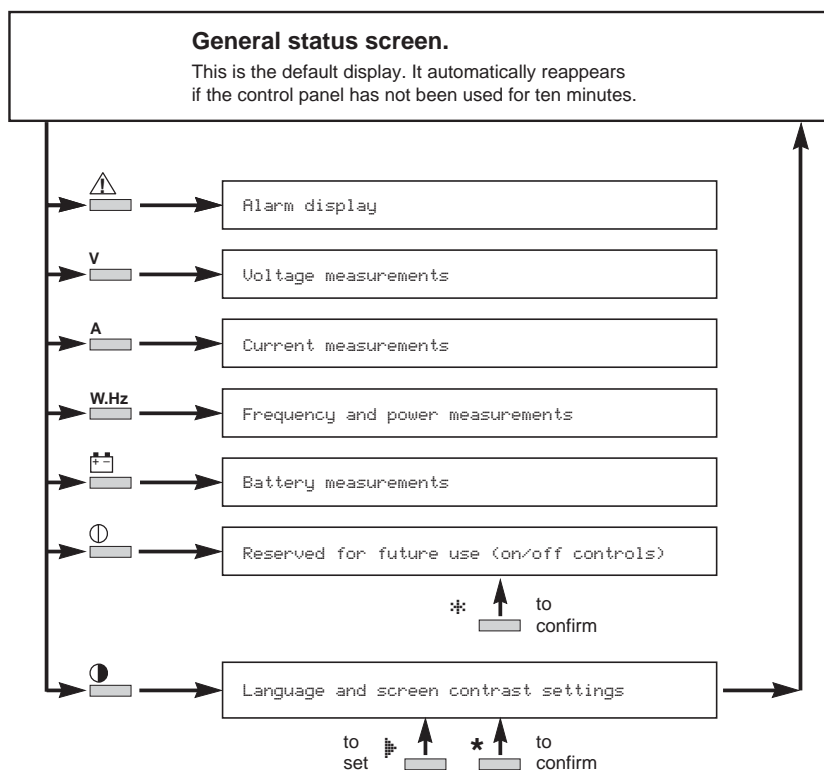 General status screen.
This is the default display. It automatically reappears
if the control panel has not been used for ten minutes.
Alarm display
V
Voltage measurements
A
Current measurements
W.Hz
Frequency and power measurements
+ −
Battery measurements
Reserved for future use (on/off controls)
* to
confirm
Language and screen contrast settings
to
set
* to
confirm